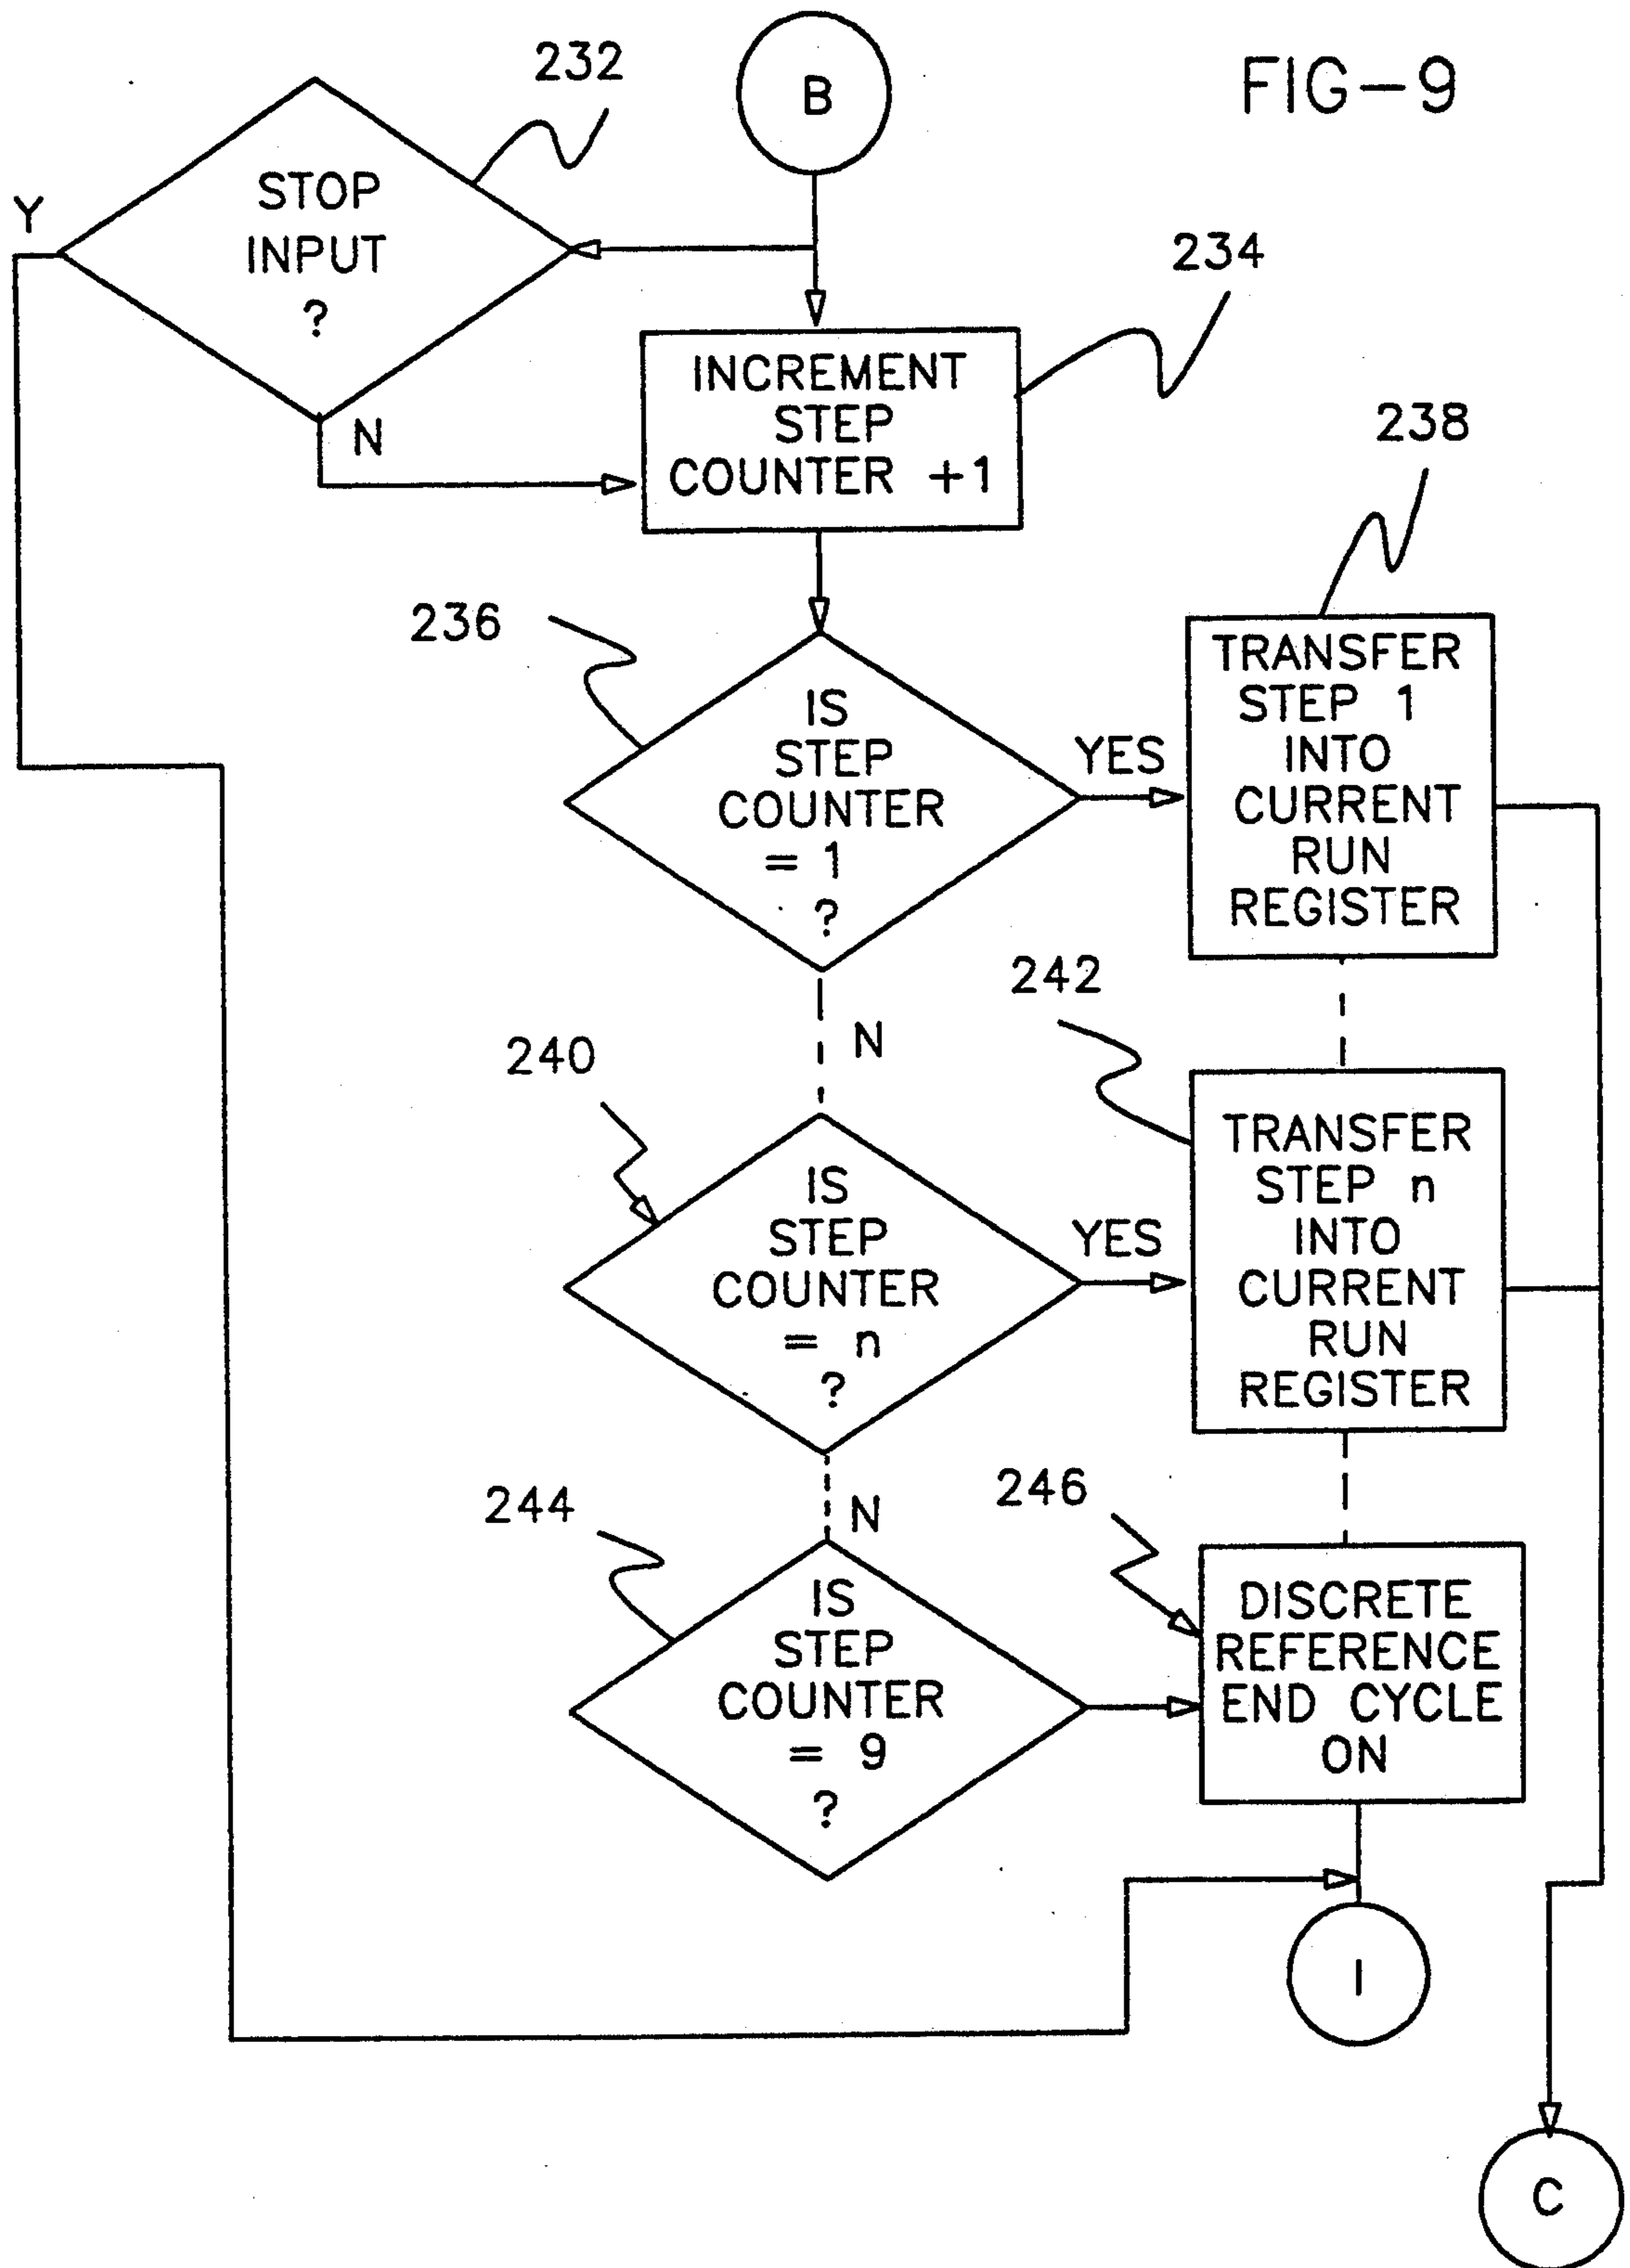 FIG-9
B
232
STOP
INPUT
?
Y
N
234
INCREMENT
STEP
COUNTER +1
236
IS
STEP
COUNTER
= 1
?
YES
238
TRANSFER
STEP 1
INTO
CURRENT
RUN
REGISTER
N
240
IS
STEP
COUNTER
= n
?
YES
242
TRANSFER
STEP n
INTO
CURRENT
RUN
REGISTER
N
244
IS
STEP
COUNTER
= 9
?
246
DISCRETE
REFERENCE
END CYCLE
ON
I
C